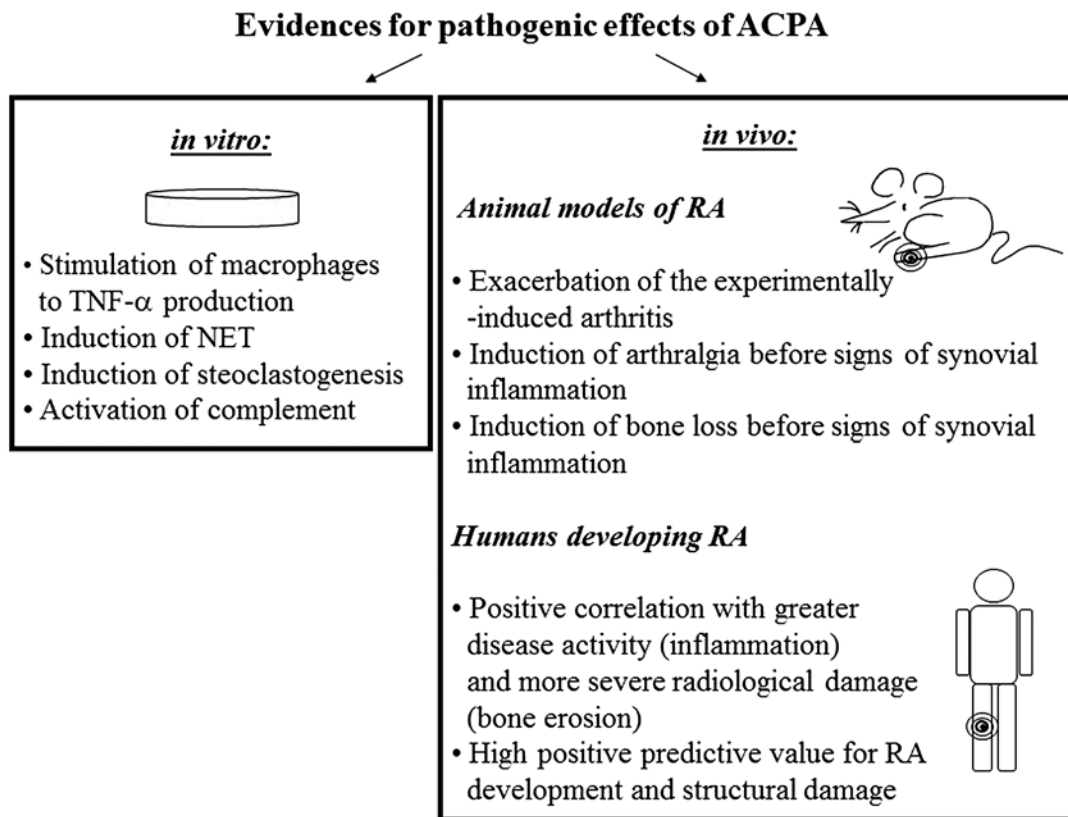 Evidences for pathogenic effects of ACPA
in vitro:
• Stimulation of macrophages
to TNF-α production
• Induction of NET
• Induction of steoclastogenesis
• Activation of complement
in vivo:
Animal models of RA
• Exacerbation of the experimentally
-induced arthritis
• Induction of arthralgia before signs of synovial
inflammation
• Induction of bone loss before signs of synovial
inflammation
Humans developing RA
• Positive correlation with greater
disease activity (inflammation)
and more severe radiological damage
(bone erosion)
• High positive predictive value for RA
development and structural damage